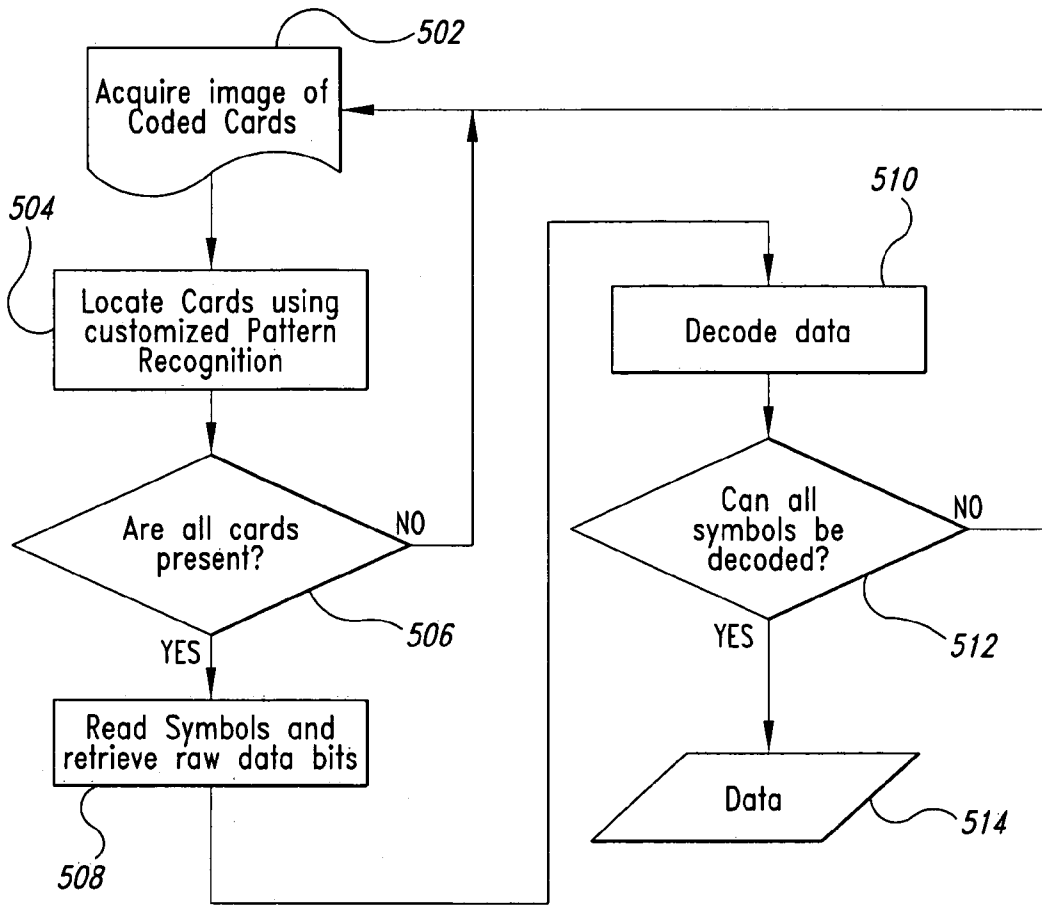 502
Acquire image of
Coded Cards
504
Locate Cards using
customized Pattern
Recognition
Are all cards
present?
NO
506
YES
Read Symbols and
retrieve raw data bits
508
510
Decode data
Can all
symbols be
decoded?
NO
512
YES
Data
514